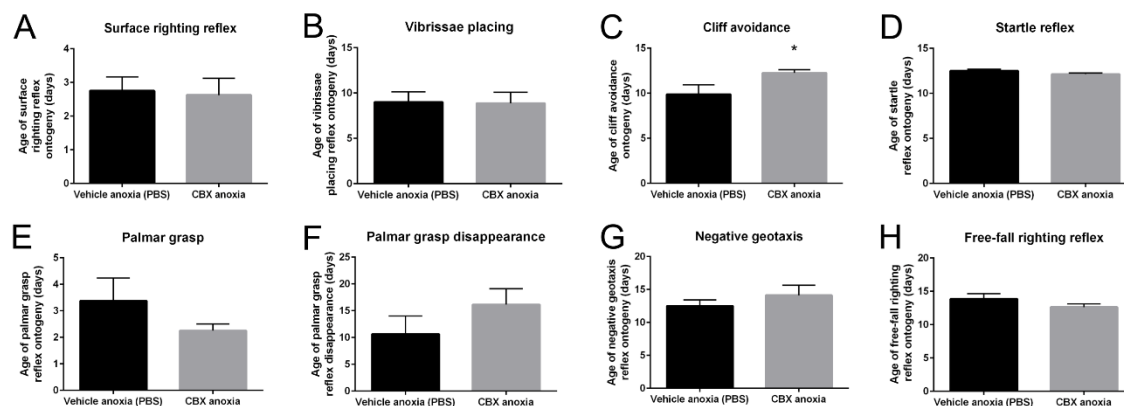 A
Surface righting reflex
Age of surface
righting reflex
ontogeny (days)
4
3
2
1
0
Vehicle anoxia (PBS)
CBX anoxia
B
Vibrissae placing
Age of vibrissae
placing reflex ontogeny (days)
15
10
5
0
Vehicle anoxia (PBS)
CBX anoxia
C
Cliff avoidance
Age of cliff avoidance
ontogeny (days)
15
10
5
0
*
Vehicle anoxia (PBS)
CBX anoxia
D
Startle reflex
Age of startle
reflex ontogeny (days)
15
10
5
0
Vehicle anoxia (PBS)
CBX anoxia
E
Palmar grasp
Age of palmar grasp
reflex ontogeny (days)
5
4
3
2
1
0
Vehicle anoxia (PBS)
CBX anoxia
F
Palmar grasp disappearance
Age of palmar grasp
reflex disappearance (days)
25
20
15
10
5
0
Vehicle anoxia (PBS)
CBX anoxia
G
Negative geotaxis
Age of negative geotaxis
reflex ontogeny (days)
20
15
10
5
0
Vehicle anoxia (PBS)
CBX anoxia
H
Free-fall righting reflex
Age of free-fall righting
reflex ontogeny (days)
20
15
10
5
0
Vehicle anoxia (PBS)
CBX anoxia